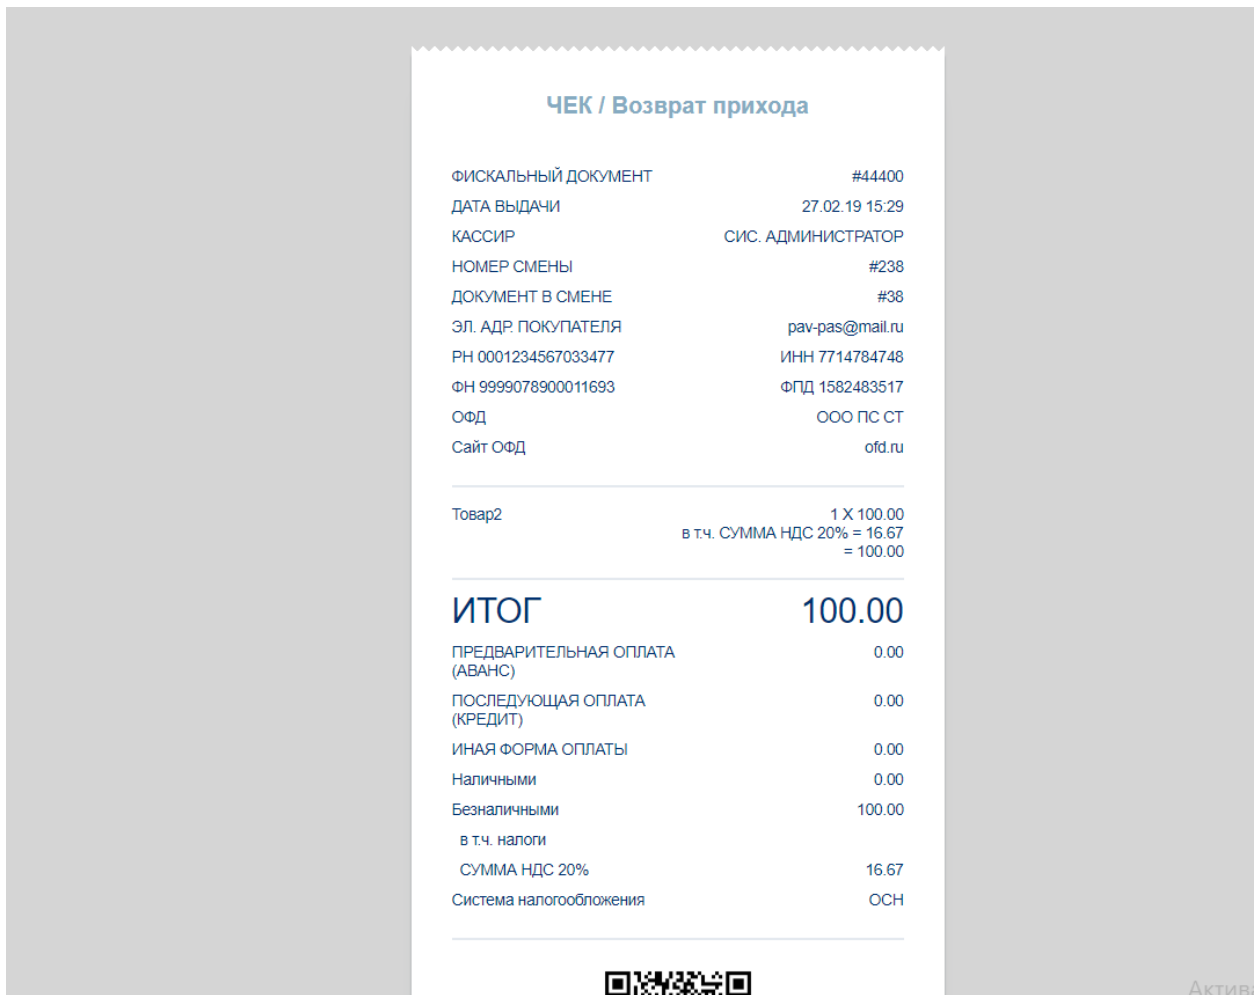 ЧЕК / Возврат прихода
ФИСКАЛЬНЫЙ ДОКУМЕНТ #44400
ДАТА ВЫДАЧИ 27.02.19 15:29
КАССИР СИС. АДМИНИСТРАТОР
НОМЕР СМЕНЫ #238
ДОКУМЕНТ В СМЕНЕ #38
ЭЛ. АДР. ПОКУПАТЕЛЯ pav-pas@mail.ru
РН 0001234567033477 ИНН 7714784748
ФН 9999078900011693 ФПД 1582483517
ОФД ООО ПС СТ
Сайт ОФД ofd.ru
Товар2 1 X 100.00
в т.ч. СУММА НДС 20% = 16.67
= 100.00
ИТОГ 100.00
ПРЕДВАРИТЕЛЬНАЯ ОПЛАТА 0.00
(АВАНС)
ПОСЛЕДУЮЩАЯ ОПЛАТА 0.00
(КРЕДИТ)
ИНАЯ ФОРМА ОПЛАТЫ 0.00
Наличными 0.00
Безналичными 100.00
в т.ч. налоги
СУММА НДС 20% 16.67
Система налогообложения ОСН